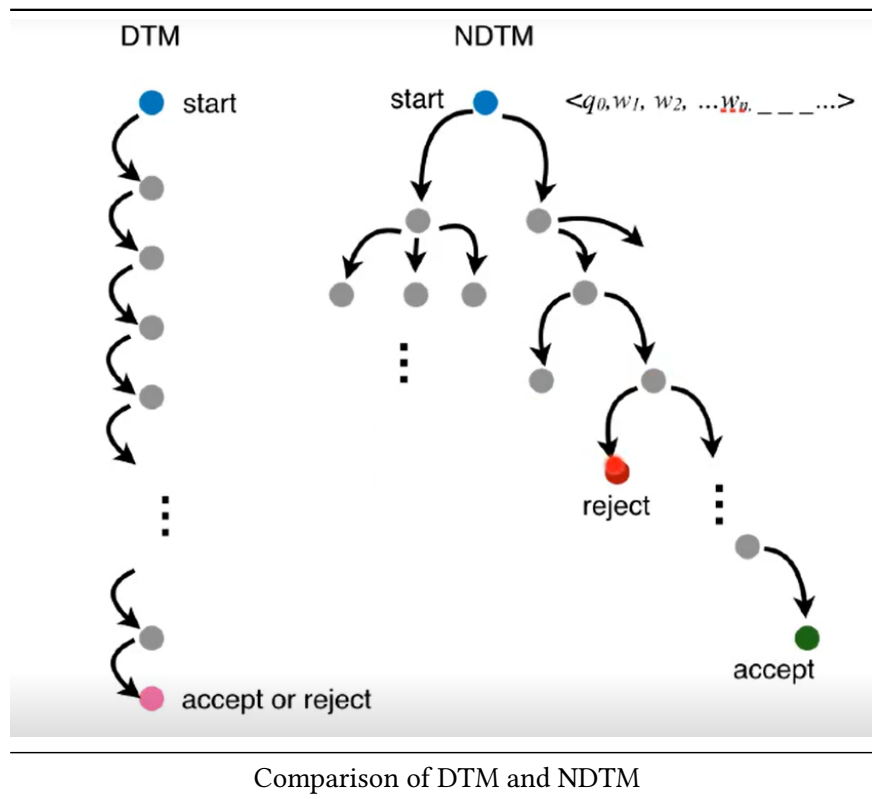 DTM
NDTM
start
start
<q0,w1, w2, ...wn. _ _ _...>
reject
accept
accept or reject
Comparison of DTM and NDTM